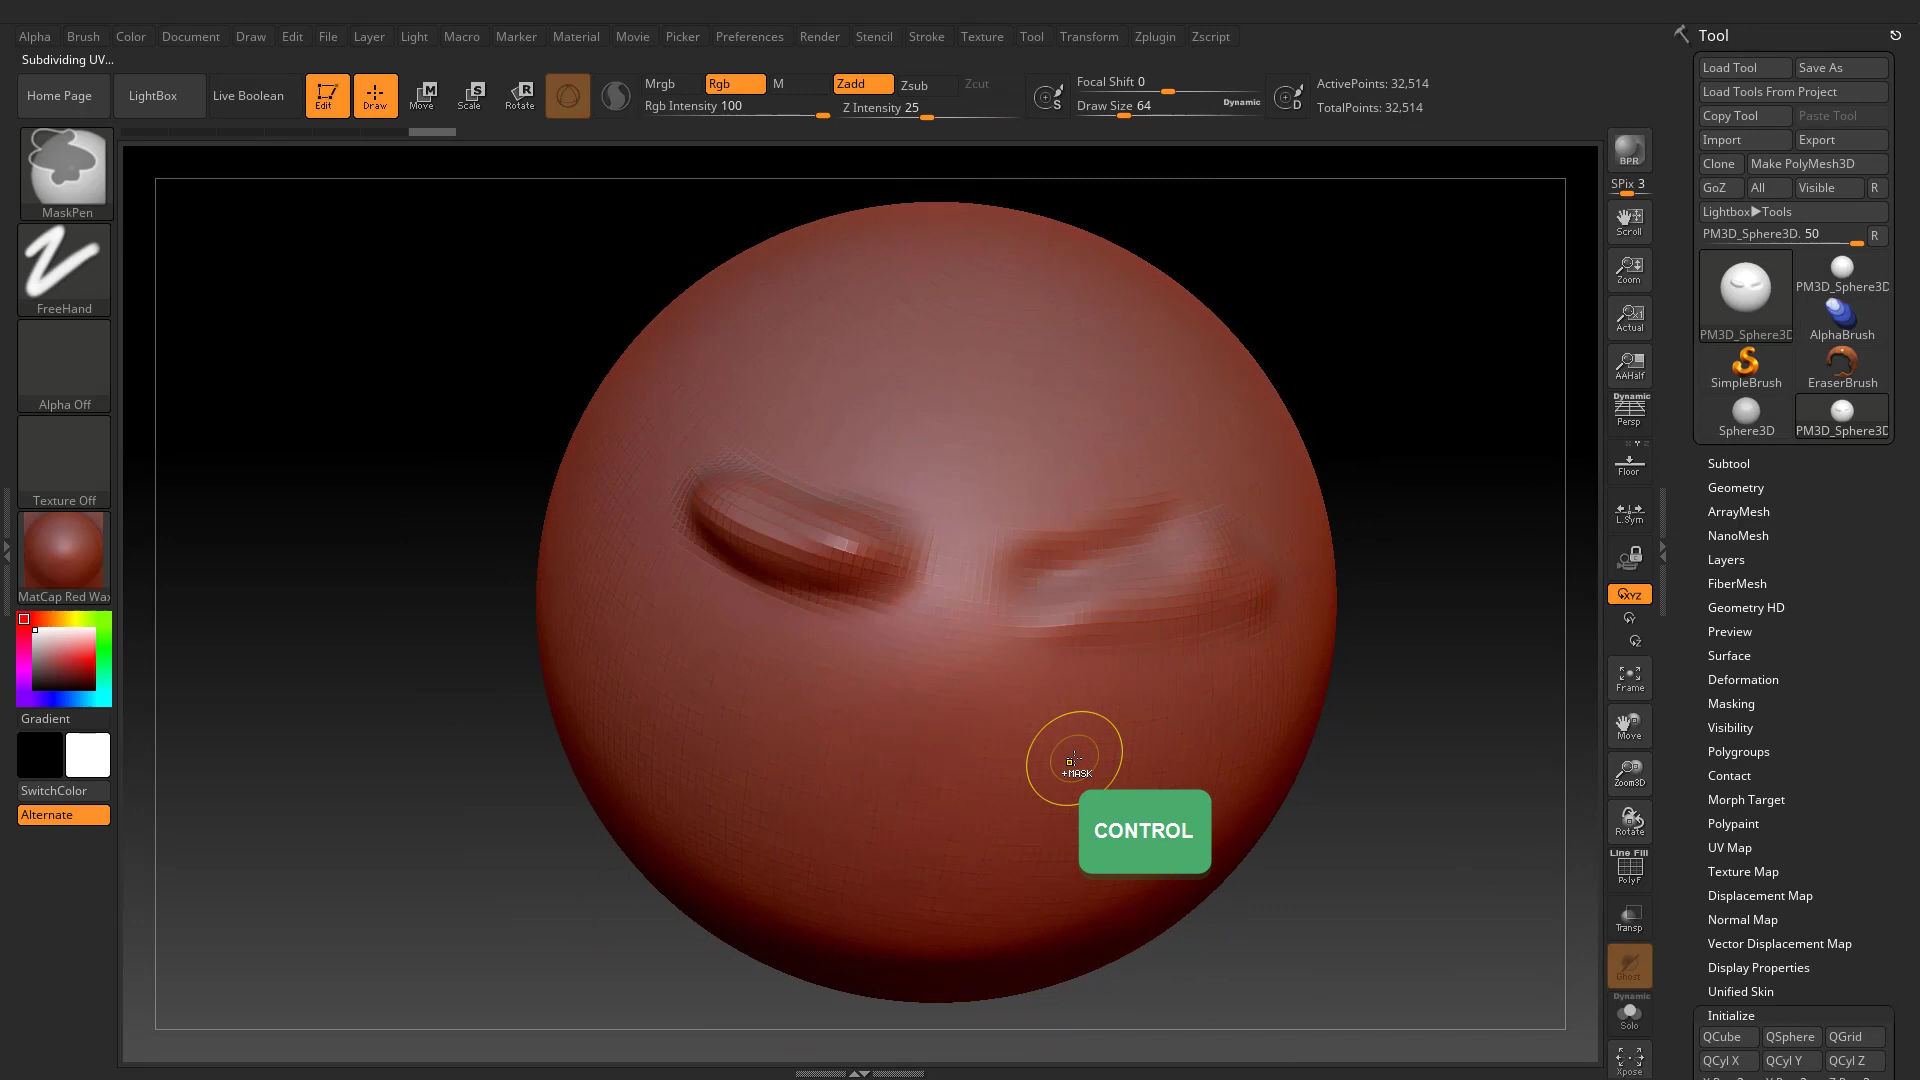 Alpha Brush Color Document Draw Edit File Layer Light Macro Marker Material Movie Picker Preferences Render Stencil Stroke Texture Tool Transform Zplugin Zscript
Tool
Subdividing UV...
Home Page
LightBox
Live Boolean
Edit
Draw
Move
M
Scale
S
Rotate
R
Mrgb
Rgb
M
Rgb Intensity 100
Zadd
Zsub
Zcut
Z Intensity 25
S
Focal Shift 0
Draw Size 64
Dynamic
D
ActivePoints: 32,514
TotalPoints: 32,514
MaskPen
FreeHand
Alpha Off
Texture Off
MatCap Red Wax
Gradient
SwitchColor
Alternate
+MASK
CONTROL
BPR
SPix 3
Scroll
Zoom
Actual
AAHalf
Dynamic
Persp
Floor
L.Sym
XYZ
Y
Z
Frame
Move
Zoom3D
Rotate
Line Fill
PolyF
Transp
Ghost
Dynamic
Solo
Xpose
Load Tool
Save As
Load Tools From Project
Copy Tool
Paste Tool
Import
Export
Clone
Make PolyMesh3D
GoZ
All
Visible
R
Lightbox▶Tools
PM3D_Sphere3D. 50
R
PM3D_Sphere3D
PM3D_Sphere3D
AlphaBrush
SimpleBrush
EraserBrush
Sphere3D
PM3D_Sphere3D
Subtool
Geometry
ArrayMesh
NanoMesh
Layers
FiberMesh
Geometry HD
Preview
Surface
Deformation
Masking
Visibility
Polygroups
Contact
Morph Target
Polypaint
UV Map
Texture Map
Displacement Map
Normal Map
Vector Displacement Map
Display Properties
Unified Skin
Initialize
QCube
QSphere
QGrid
QCyl X
QCyl Y
QCyl Z